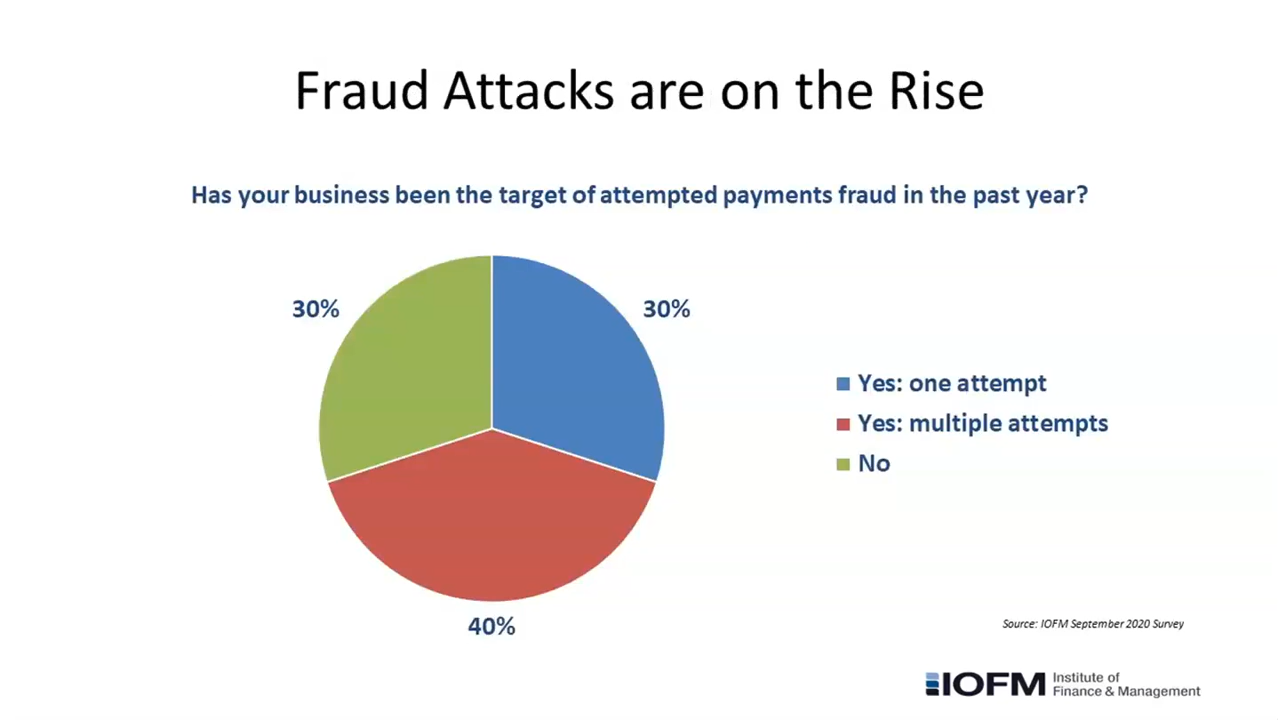 Fraud Attacks are on the Rise
Has your business been the target of attempted payments fraud in the past year?
30%
30%
Yes: one attempt
Yes: multiple attempts
No
40%
Source: IOFM September 2020 Survey
IOFM
Institute of
Finance & Management